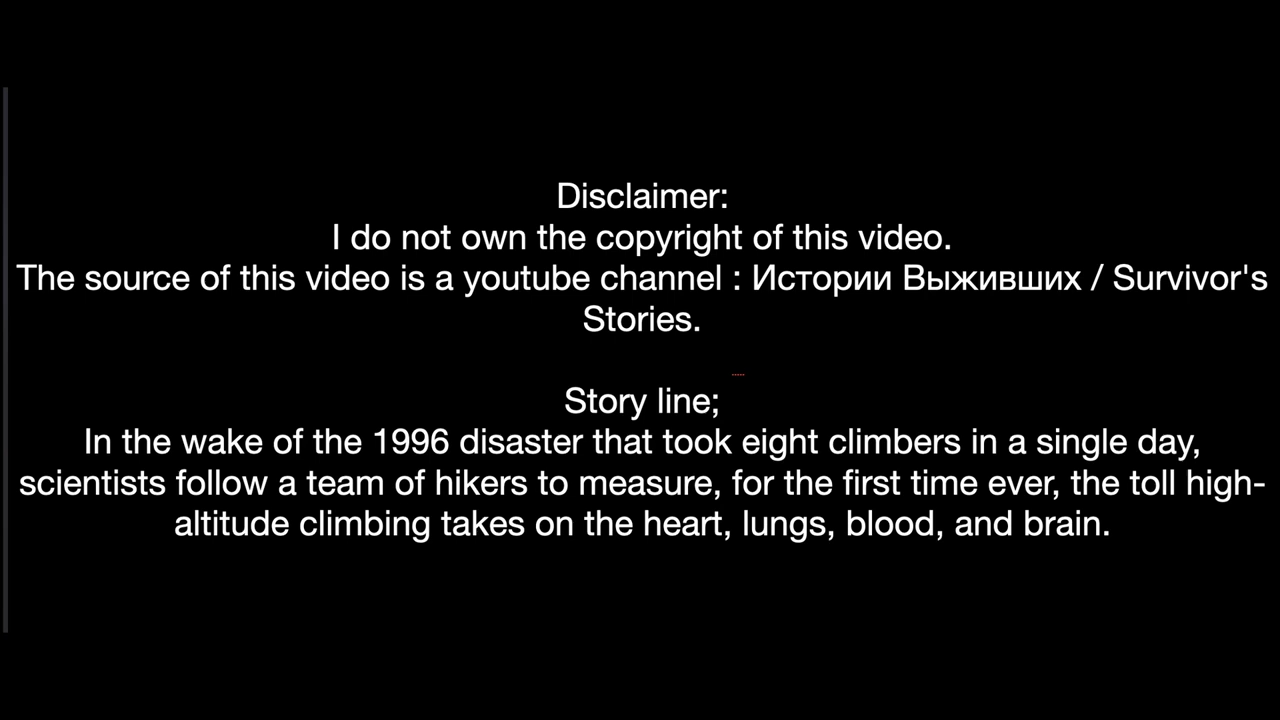 Disclaimer:
I do not own the copyright of this video.
The source of this video is a youtube channel : Истории Выживших / Survivor's
Stories.
Story line;
In the wake of the 1996 disaster that took eight climbers in a single day,
scientists follow a team of hikers to measure, for the first time ever, the toll high-
altitude climbing takes on the heart, lungs, blood, and brain.